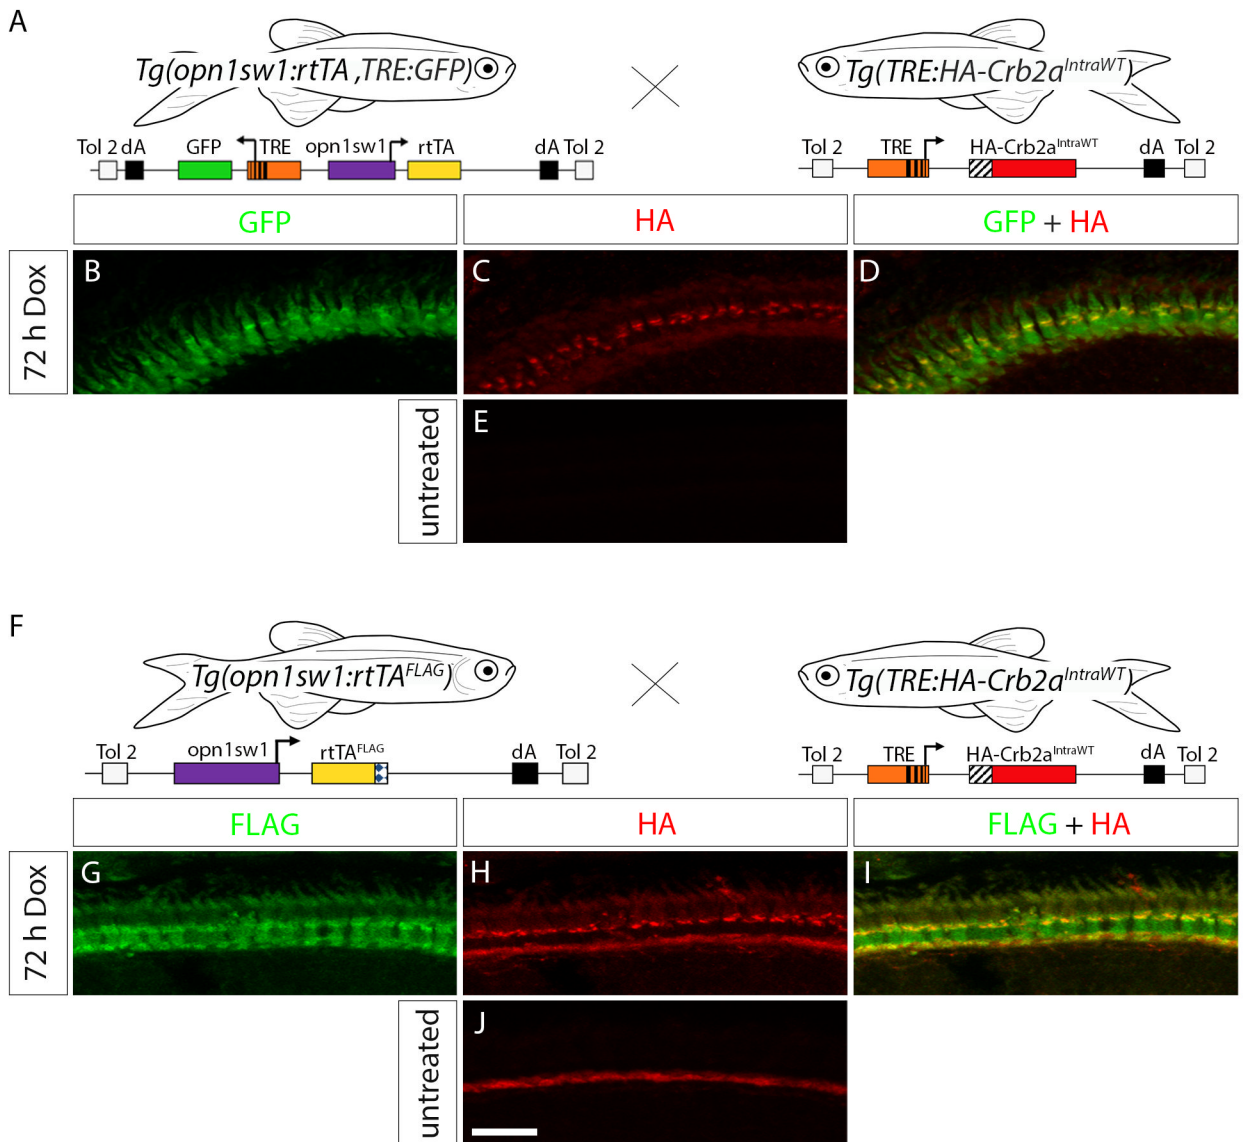 A
Tg(opn1sw1:rtTA ,TRE:GFP)
Tg(TRE:HA-Crb2a^IntraWT)
Tol 2 dA GFP TRE opn1sw1 rtTA dA Tol 2
Tol 2 TRE HA-Crb2a^IntraWT dA Tol 2
GFP HA GFP + HA
72 h Dox
B C D
untreated
E
F
Tg(opn1sw1:rtTA^FLAG)
Tg(TRE:HA-Crb2a^IntraWT)
Tol 2 opn1sw1 rtTA^FLAG dA Tol 2
Tol 2 TRE HA-Crb2a^IntraWT dA Tol 2
FLAG HA FLAG + HA
72 h Dox
G H I
untreated
J